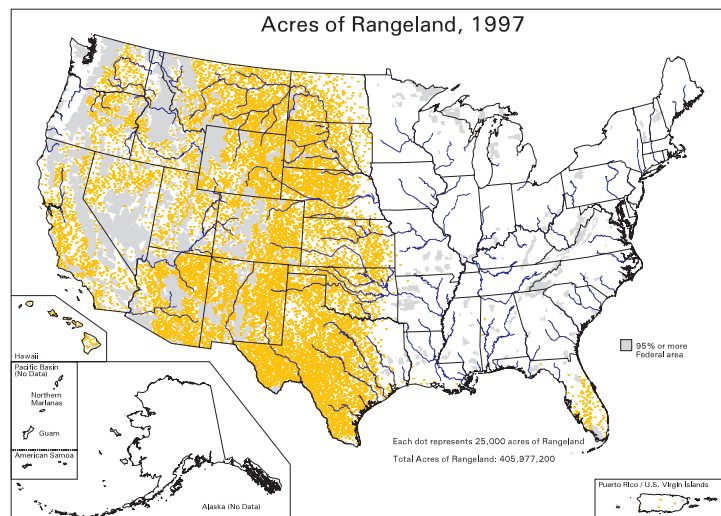 Acres of Rangeland, 1997
95% or more
Federal area
Hawaii
Pacific Basin
(No Data)
Northern
Marianas
Guam
American Samoa
Alaska (No Data)
Each dot represents 25,000 acres of Rangeland
Total Acres of Rangeland: 405,977,200
Puerto Rico / U.S. Virgin Islands